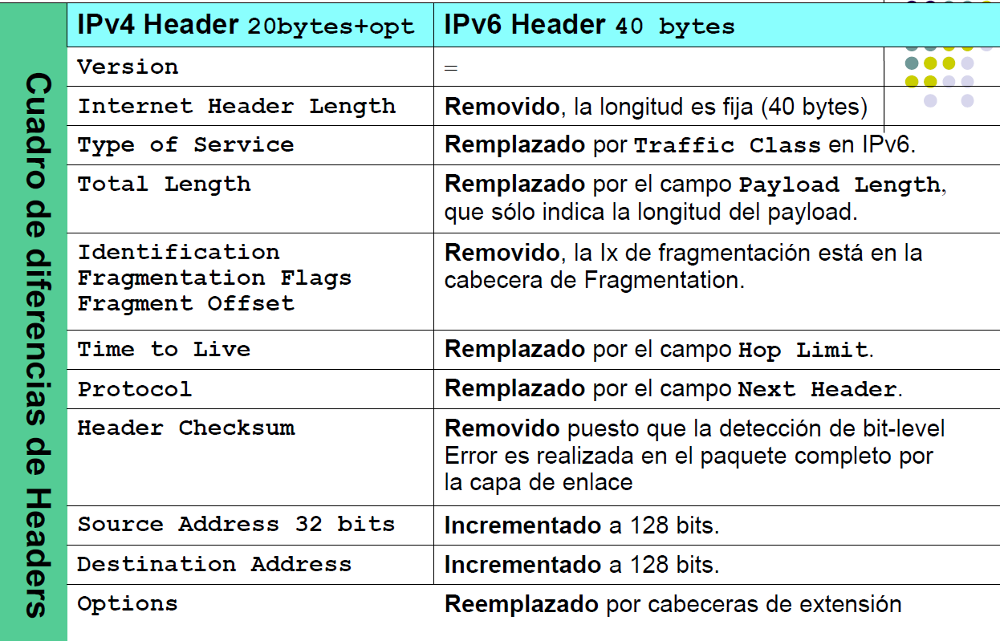 Cuadro de diferencias de Headers
IPv4 Header 20bytes+opt
IPv6 Header 40 bytes
Version
=
Internet Header Length
Removido, la longitud es fija (40 bytes)
Type of Service
Remplazado por Traffic Class en IPv6.
Total Length
Remplazado por el campo Payload Length,
que sólo indica la longitud del payload.
Identification
Fragmentation Flags
Fragment Offset
Removido, la Ix de fragmentación está en la
cabecera de Fragmentation.
Time to Live
Remplazado por el campo Hop Limit.
Protocol
Remplazado por el campo Next Header.
Header Checksum
Removido puesto que la detección de bit-level
Error es realizada en el paquete completo por
la capa de enlace
Source Address 32 bits
Incrementado a 128 bits.
Destination Address
Incrementado a 128 bits.
Options
Reemplazado por cabeceras de extensión